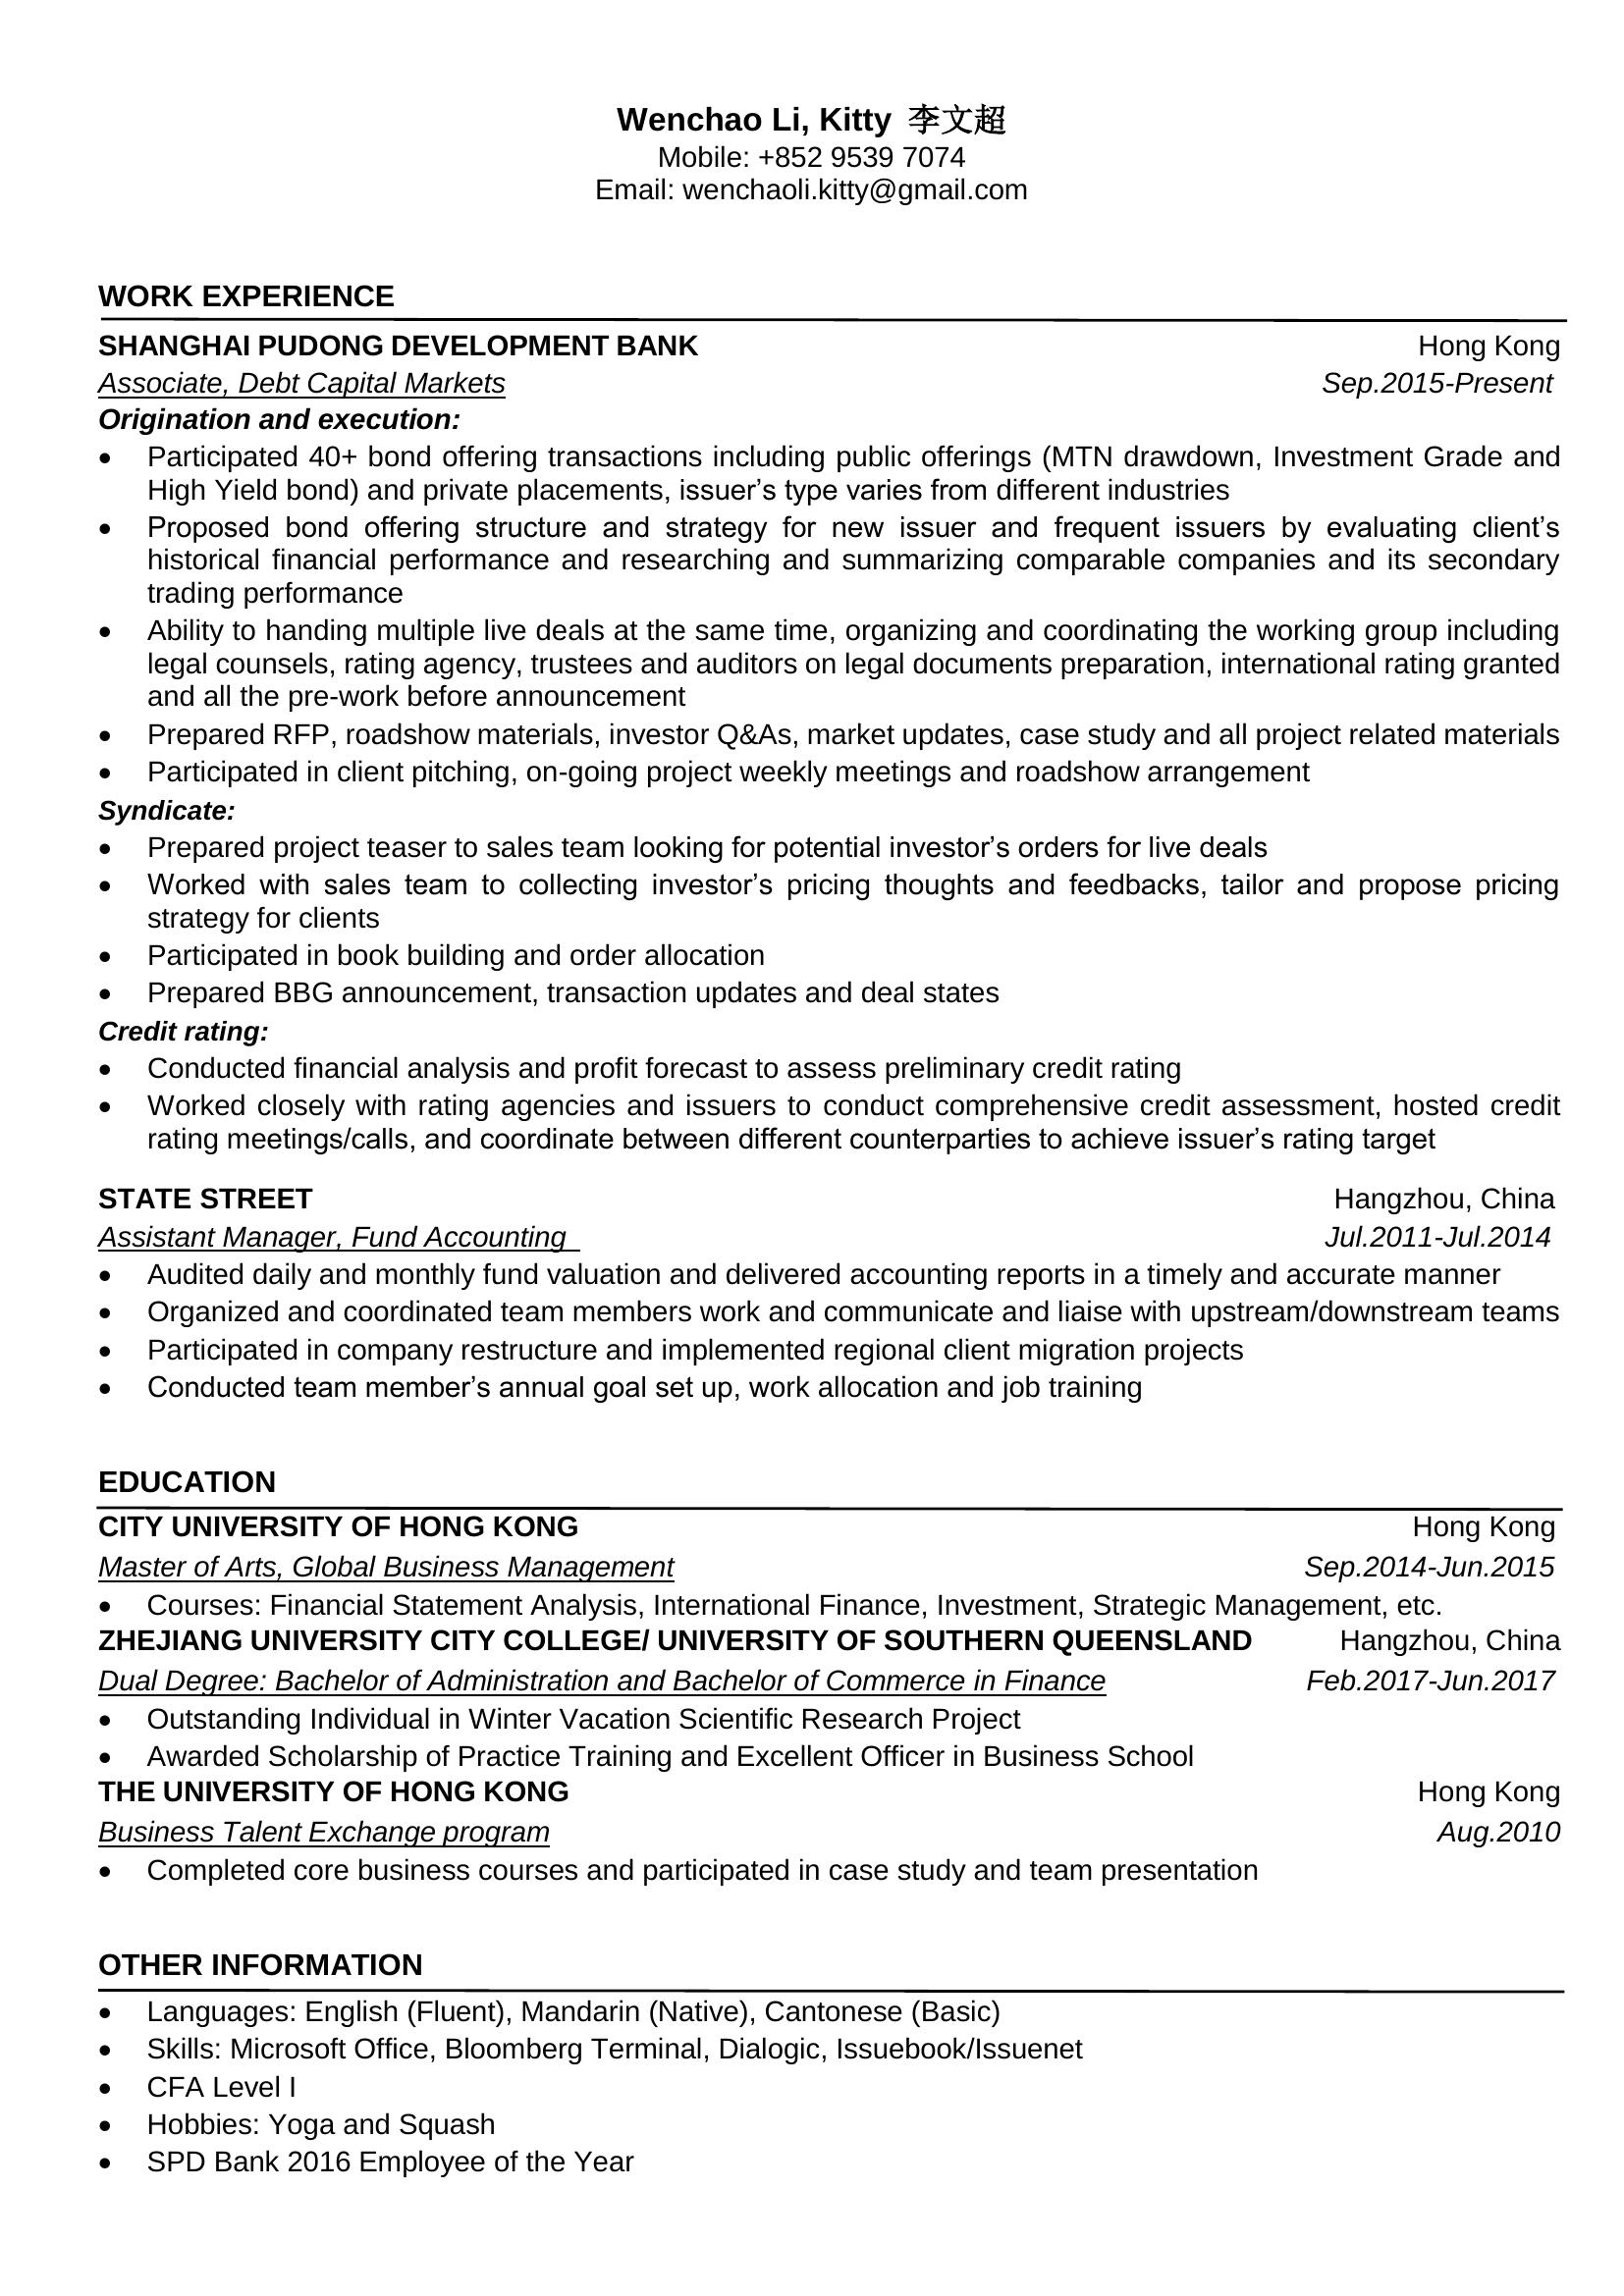 Wenchao Li, Kitty 李文超
Mobile: +852 9539 7074
Email: wenchaoli.kitty@gmail.com
WORK EXPERIENCE
SHANGHAI PUDONG DEVELOPMENT BANK Hong Kong
Associate, Debt Capital Markets Sep.2015-Present
Origination and execution:
• Participated 40+ bond offering transactions including public offerings (MTN drawdown, Investment Grade and
High Yield bond) and private placements, issuer’s type varies from different industries
• Proposed bond offering structure and strategy for new issuer and frequent issuers by evaluating client’s
historical financial performance and researching and summarizing comparable companies and its secondary
trading performance
• Ability to handing multiple live deals at the same time, organizing and coordinating the working group including
legal counsels, rating agency, trustees and auditors on legal documents preparation, international rating granted
and all the pre-work before announcement
• Prepared RFP, roadshow materials, investor Q&As, market updates, case study and all project related materials
• Participated in client pitching, on-going project weekly meetings and roadshow arrangement
Syndicate:
• Prepared project teaser to sales team looking for potential investor’s orders for live deals
• Worked with sales team to collecting investor’s pricing thoughts and feedbacks, tailor and propose pricing
strategy for clients
• Participated in book building and order allocation
• Prepared BBG announcement, transaction updates and deal states
Credit rating:
• Conducted financial analysis and profit forecast to assess preliminary credit rating
• Worked closely with rating agencies and issuers to conduct comprehensive credit assessment, hosted credit
rating meetings/calls, and coordinate between different counterparties to achieve issuer’s rating target
STATE STREET Hangzhou, China
Assistant Manager, Fund Accounting Jul.2011-Jul.2014
• Audited daily and monthly fund valuation and delivered accounting reports in a timely and accurate manner
• Organized and coordinated team members work and communicate and liaise with upstream/downstream teams
• Participated in company restructure and implemented regional client migration projects
• Conducted team member’s annual goal set up, work allocation and job training
EDUCATION
CITY UNIVERSITY OF HONG KONG Hong Kong
Master of Arts, Global Business Management Sep.2014-Jun.2015
• Courses: Financial Statement Analysis, International Finance, Investment, Strategic Management, etc.
ZHEJIANG UNIVERSITY CITY COLLEGE/ UNIVERSITY OF SOUTHERN QUEENSLAND Hangzhou, China
Dual Degree: Bachelor of Administration and Bachelor of Commerce in Finance Feb.2017-Jun.2017
• Outstanding Individual in Winter Vacation Scientific Research Project
• Awarded Scholarship of Practice Training and Excellent Officer in Business School
THE UNIVERSITY OF HONG KONG Hong Kong
Business Talent Exchange program Aug.2010
• Completed core business courses and participated in case study and team presentation
OTHER INFORMATION
• Languages: English (Fluent), Mandarin (Native), Cantonese (Basic)
• Skills: Microsoft Office, Bloomberg Terminal, Dialogic, Issuebook/Issuenet
• CFA Level I
• Hobbies: Yoga and Squash
• SPD Bank 2016 Employee of the Year